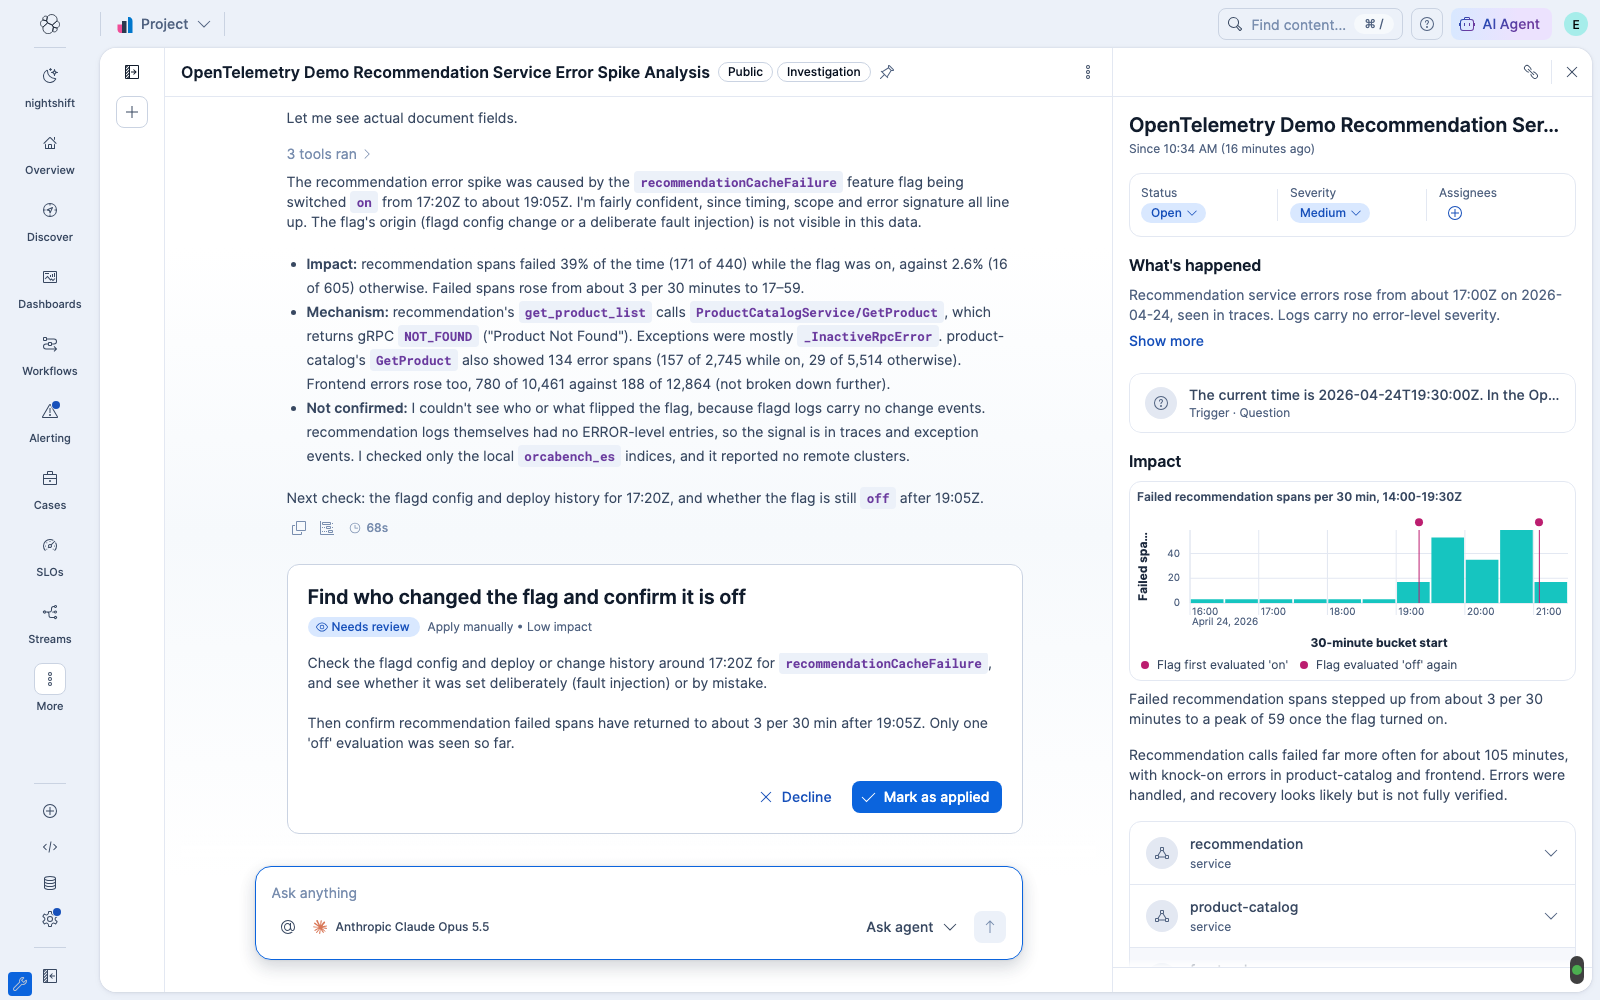 Project
Find content...
⌘ /
AI Agent
E
nightshift
Overview
Discover
Dashboards
Workflows
Alerting
Cases
SLOs
Streams
More
OpenTelemetry Demo Recommendation Service Error Spike Analysis
Public
Investigation
Let me see actual document fields.
3 tools ran
The recommendation error spike was caused by the recommendationCacheFailure feature flag being
switched on from 17:20Z to about 19:05Z. I'm fairly confident, since timing, scope and error signature all line
up. The flag's origin (flagd config change or a deliberate fault injection) is not visible in this data.
• Impact: recommendation spans failed 39% of the time (171 of 440) while the flag was on, against 2.6% (16
of 605) otherwise. Failed spans rose from about 3 per 30 minutes to 17–59.
• Mechanism: recommendation's get_product_list calls ProductCatalogService/GetProduct, which
returns gRPC NOT_FOUND ("Product Not Found"). Exceptions were mostly _InactiveRpcError. product-
catalog's GetProduct also showed 134 error spans (157 of 2,745 while on, 29 of 5,514 otherwise).
Frontend errors rose too, 780 of 10,461 against 188 of 12,864 (not broken down further).
• Not confirmed: I couldn't see who or what flipped the flag, because flagd logs carry no change events.
recommendation logs themselves had no ERROR-level entries, so the signal is in traces and exception
events. I checked only the local orcabench_es indices, and it reported no remote clusters.
Next check: the flagd config and deploy history for 17:20Z, and whether the flag is still off after 19:05Z.
68s
Find who changed the flag and confirm it is off
Needs review
Apply manually • Low impact
Check the flagd config and deploy or change history around 17:20Z for recommendationCacheFailure,
and see whether it was set deliberately (fault injection) or by mistake.
Then confirm recommendation failed spans have returned to about 3 per 30 min after 19:05Z. Only one
'off' evaluation was seen so far.
Decline
Mark as applied
Ask anything
@
Anthropic Claude Opus 5.5
Ask agent
OpenTelemetry Demo Recommendation Ser...
Since 10:34 AM (16 minutes ago)
Status
Open
Severity
Medium
Assignees
What's happened
Recommendation service errors rose from about 17:00Z on 2026-
04-24, seen in traces. Logs carry no error-level severity.
Show more
The current time is 2026-04-24T19:30:00Z. In the Op...
Trigger · Question
Impact
Failed recommendation spans per 30 min, 14:00-19:30Z
Failed spa...
40
20
0
16:00
17:00
18:00
19:00
20:00
21:00
April 24, 2026
30-minute bucket start
Flag first evaluated 'on'
Flag evaluated 'off' again
Failed recommendation spans stepped up from about 3 per 30
minutes to a peak of 59 once the flag turned on.
Recommendation calls failed far more often for about 105 minutes,
with knock-on errors in product-catalog and frontend. Errors were
handled, and recovery looks likely but is not fully verified.
recommendation
service
product-catalog
service